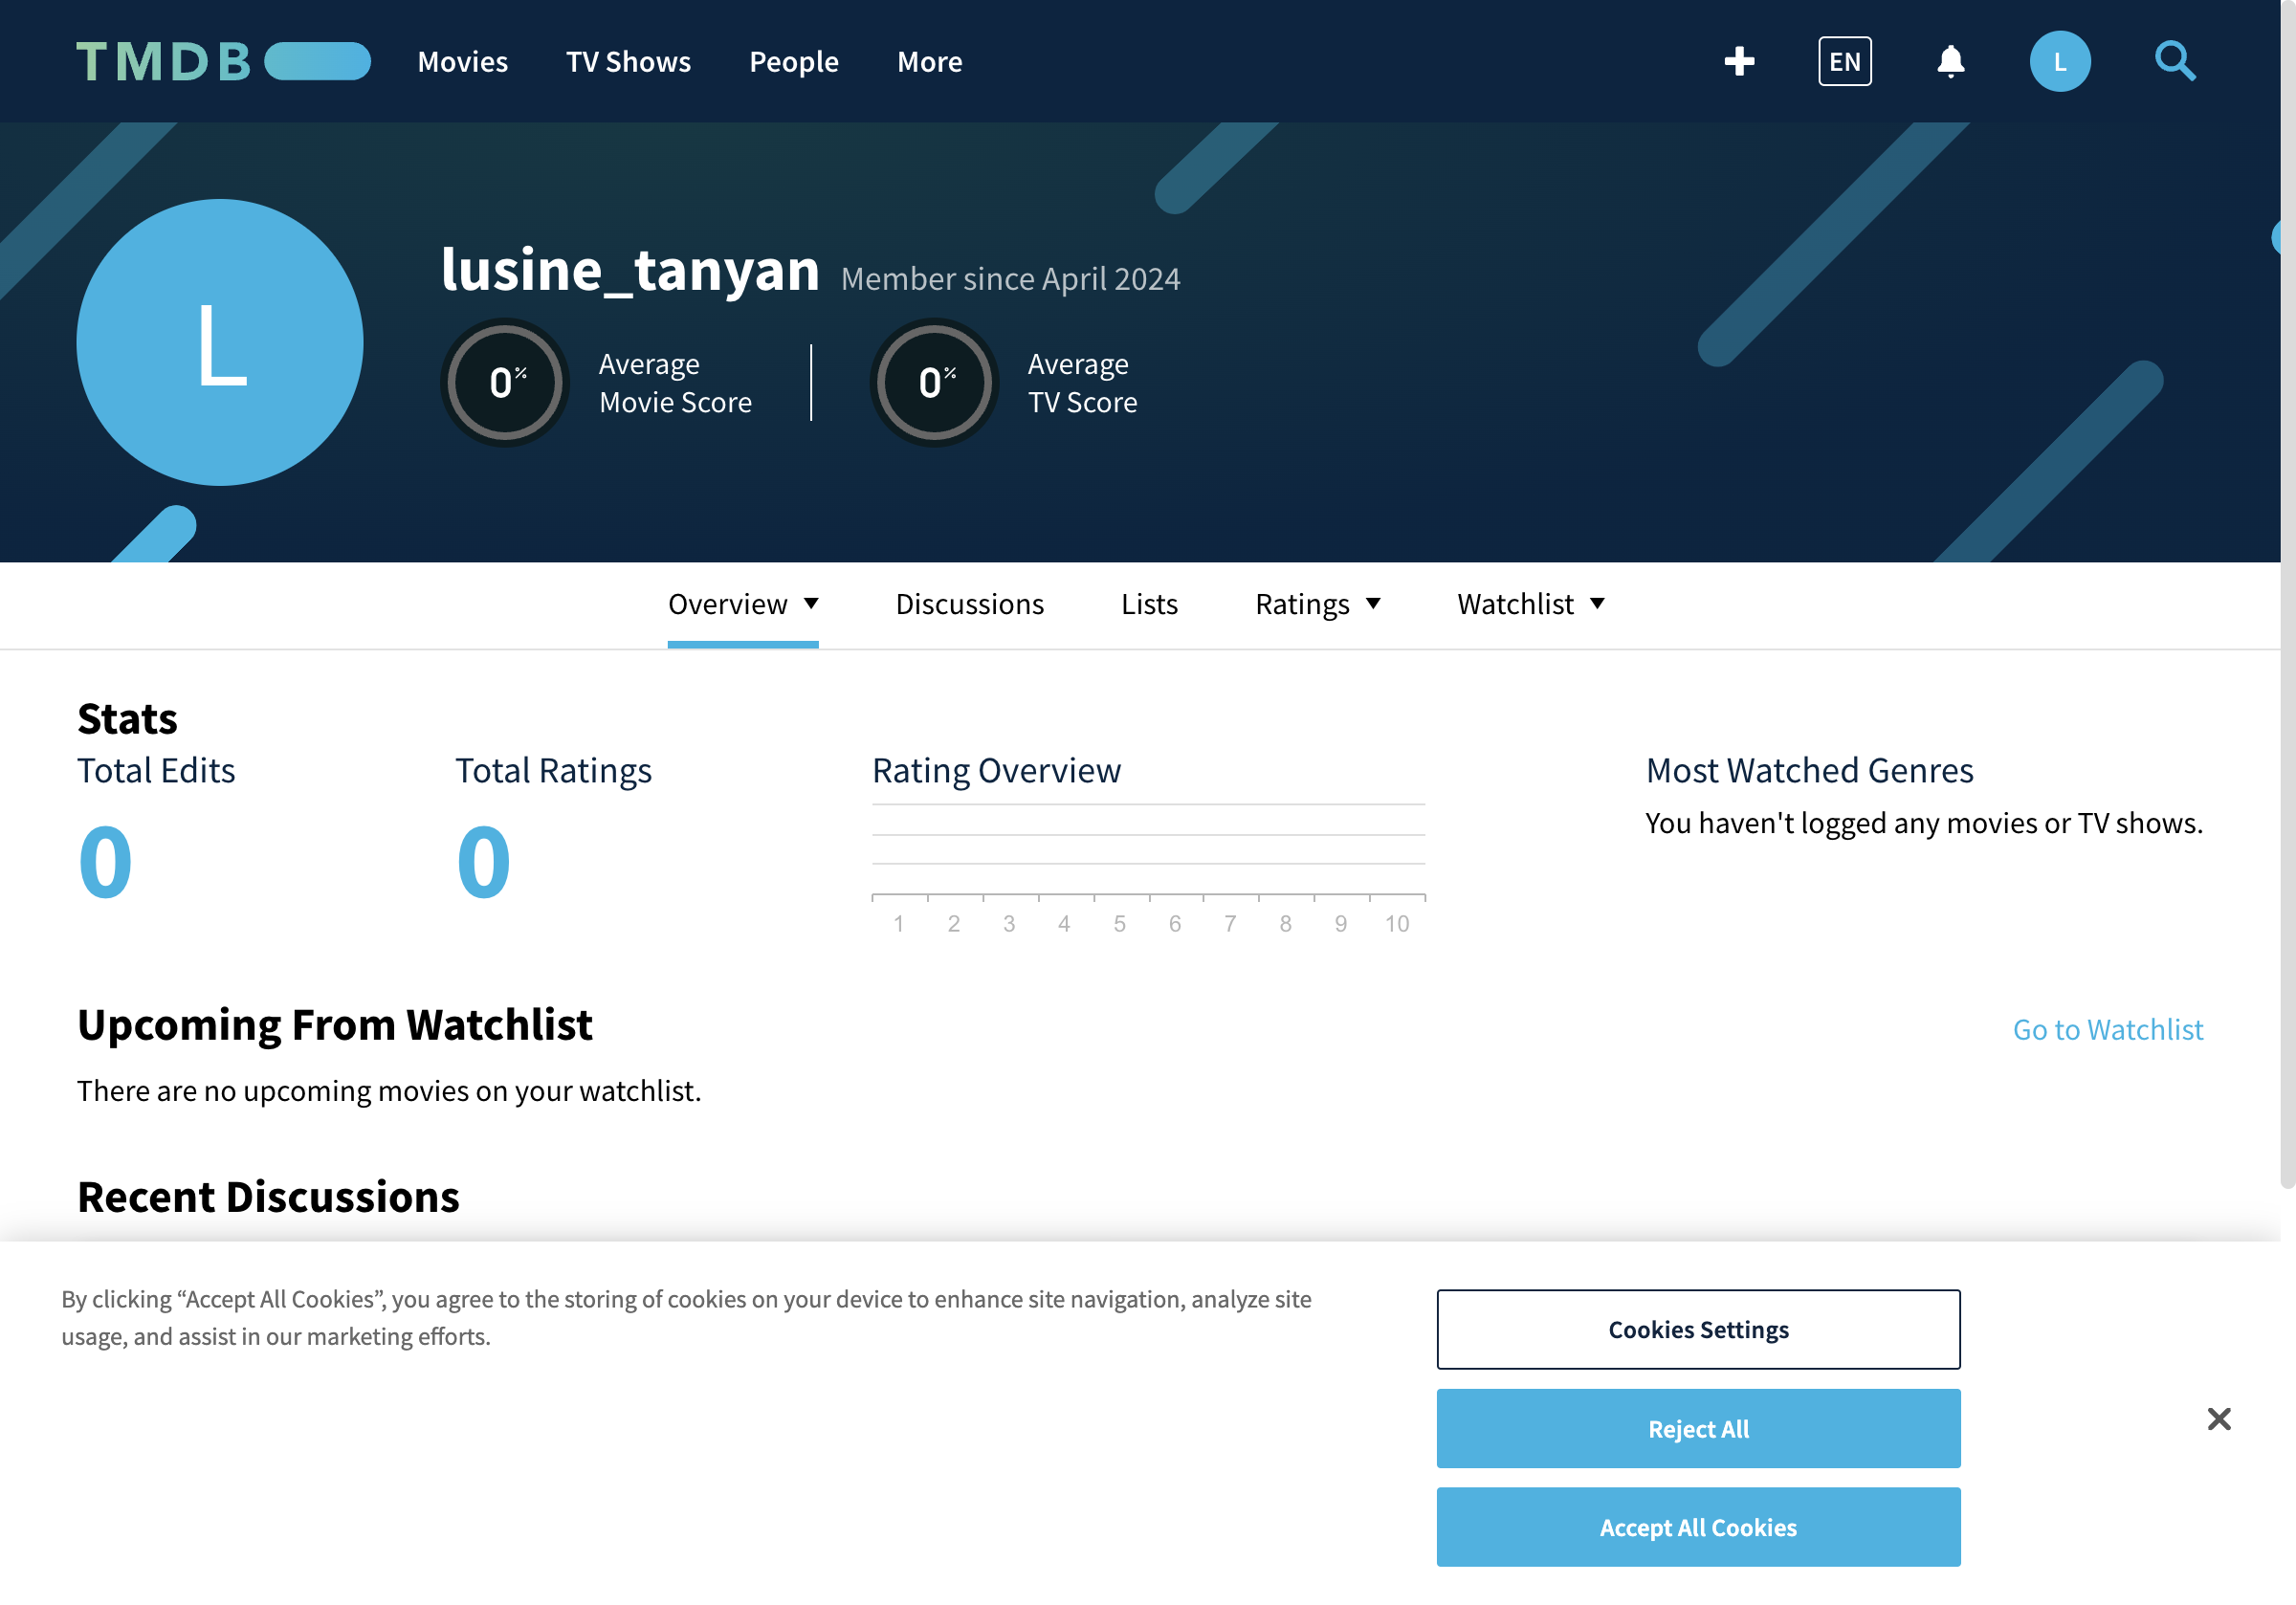 TMDB
Movies
TV Shows
People
More
EN
L
L
lusine_tanyan Member since April 2024
0% Average
Movie Score
0% Average
TV Score
Overview
Discussions
Lists
Ratings
Watchlist
Stats
Total Edits
0
Total Ratings
0
Rating Overview
1 2 3 4 5 6 7 8 9 10
Most Watched Genres
You haven't logged any movies or TV shows.
Upcoming From Watchlist
Go to Watchlist
There are no upcoming movies on your watchlist.
Recent Discussions
By clicking “Accept All Cookies”, you agree to the storing of cookies on your device to enhance site navigation, analyze site
usage, and assist in our marketing efforts.
Cookies Settings
Reject All
Accept All Cookies